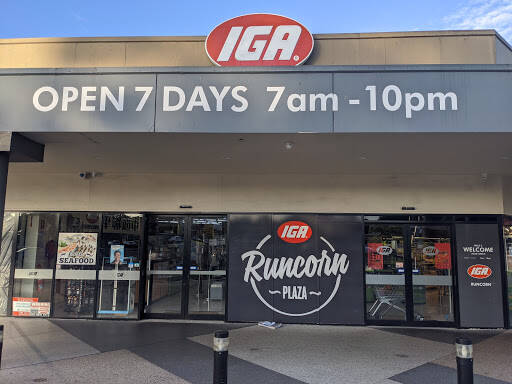 IGA
OPEN 7 DAYS 7am - 10pm
SEAFOOD
IGA
Runcorn
PLAZA
WELCOME
IGA
RUNCORN